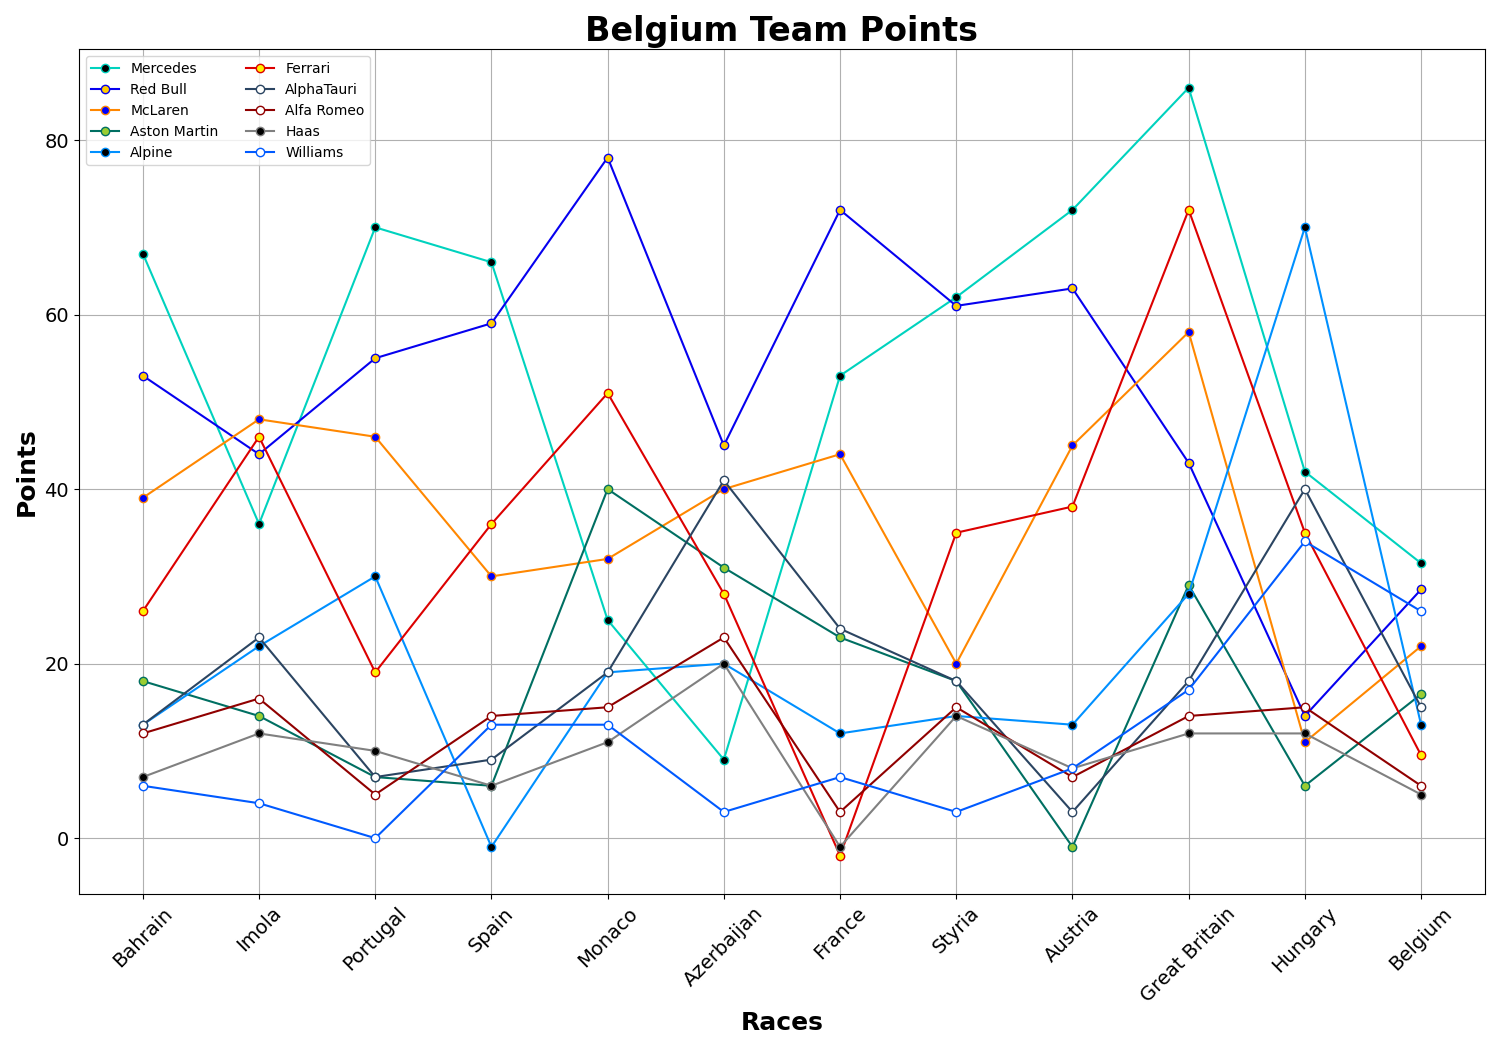 Belgium Team Points
Mercedes
Red Bull
McLaren
Aston Martin
Alpine
Ferrari
AlphaTauri
Alfa Romeo
Haas
Williams
Points
80
60
40
20
0
Bahrain
Imola
Portugal
Spain
Monaco
Azerbaijan
France
Styria
Austria
Great Britain
Hungary
Belgium
Races